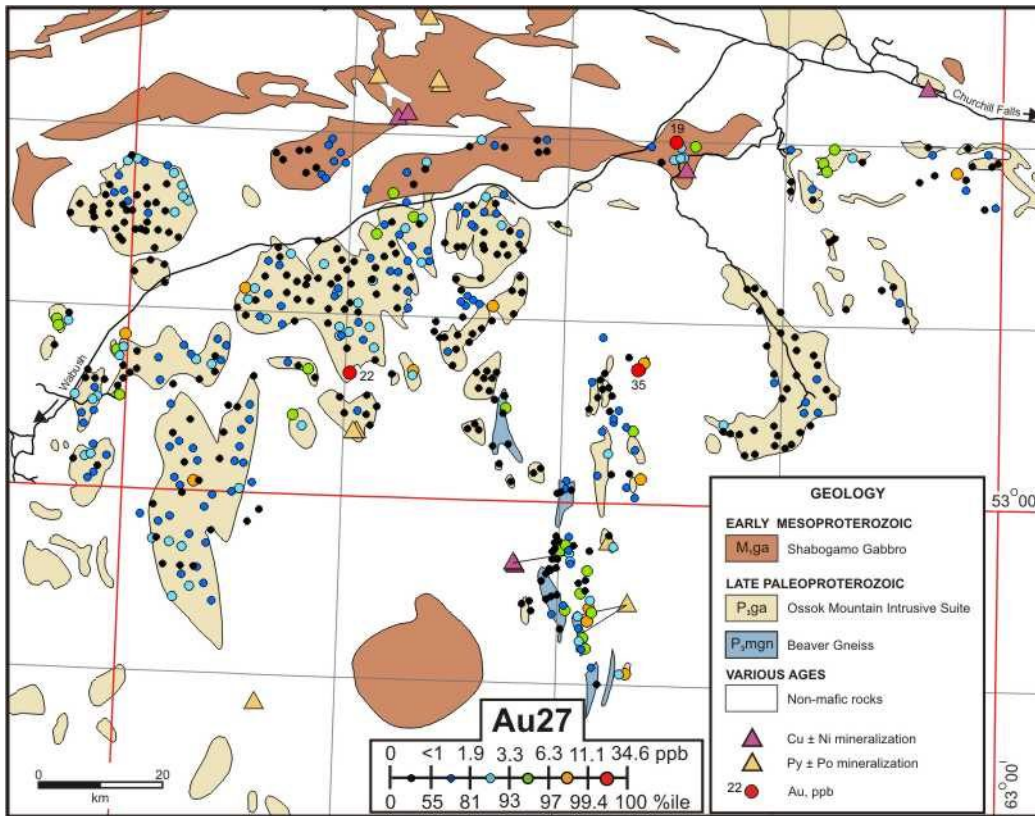 19
Churchill Falls
22
35
Wabush
53°00'
63°00'
GEOLOGY
EARLY MESOPROTEROZOIC
M₁ga Shabogamo Gabbro
LATE PALEOPROTEROZOIC
P₃ga Ossok Mountain Intrusive Suite
P₃mgn Beaver Gneiss
VARIOUS AGES
Non-mafic rocks
Cu ± Ni mineralization
Py ± Po mineralization
22 Au, ppb
Au27
0 <1 1.9 3.3 6.3 11.1 34.6 ppb
0 55 81 93 97 99.4 100 %ile
0 20
km